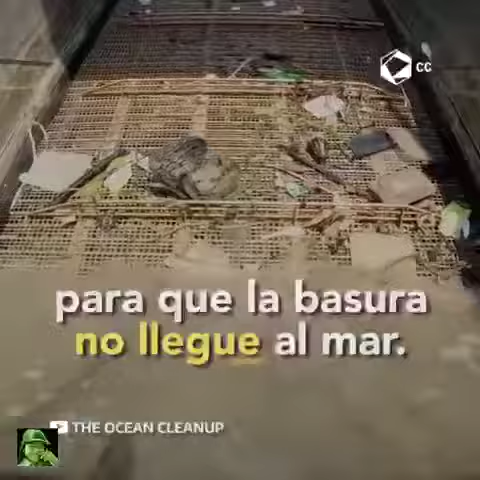 CC
para que la basura
no llegue al mar.
THE OCEAN CLEANUP